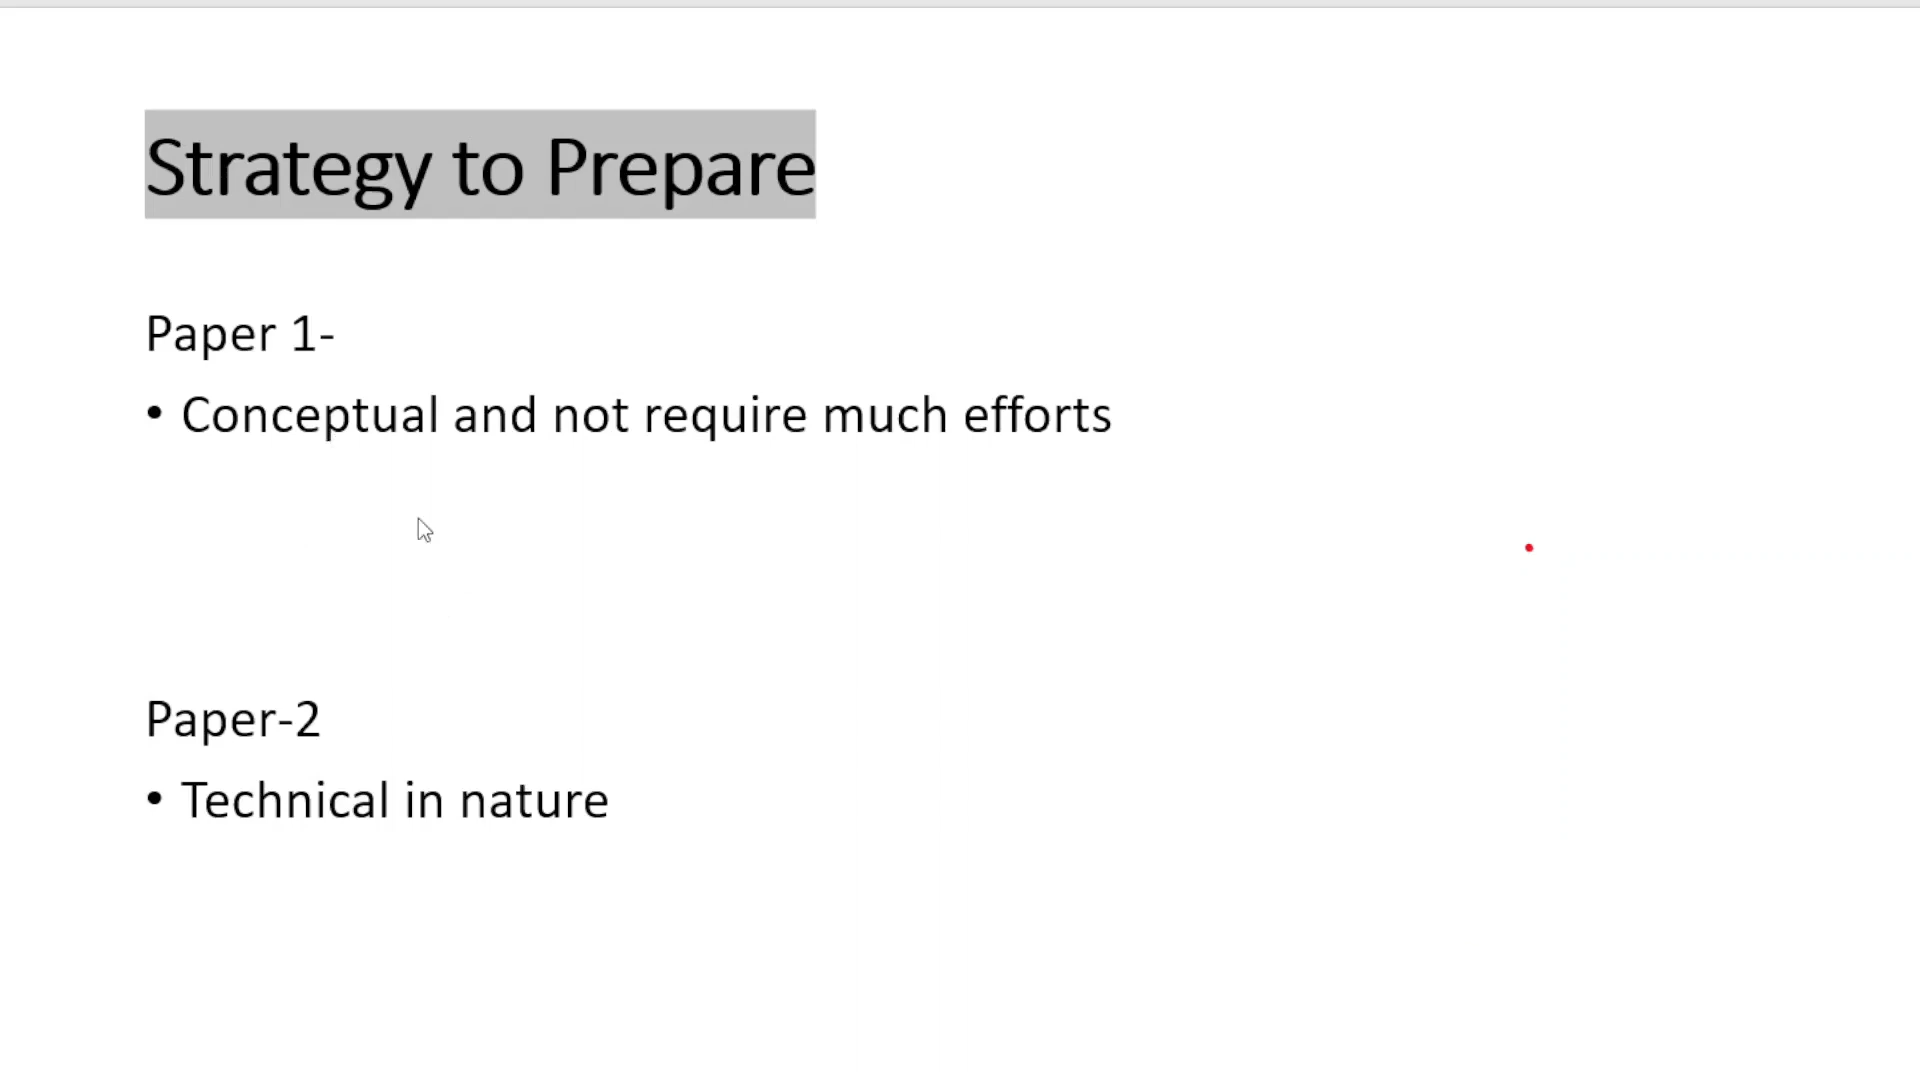 Strategy to Prepare
Paper 1-
• Conceptual and not require much efforts
Paper-2
• Technical in nature